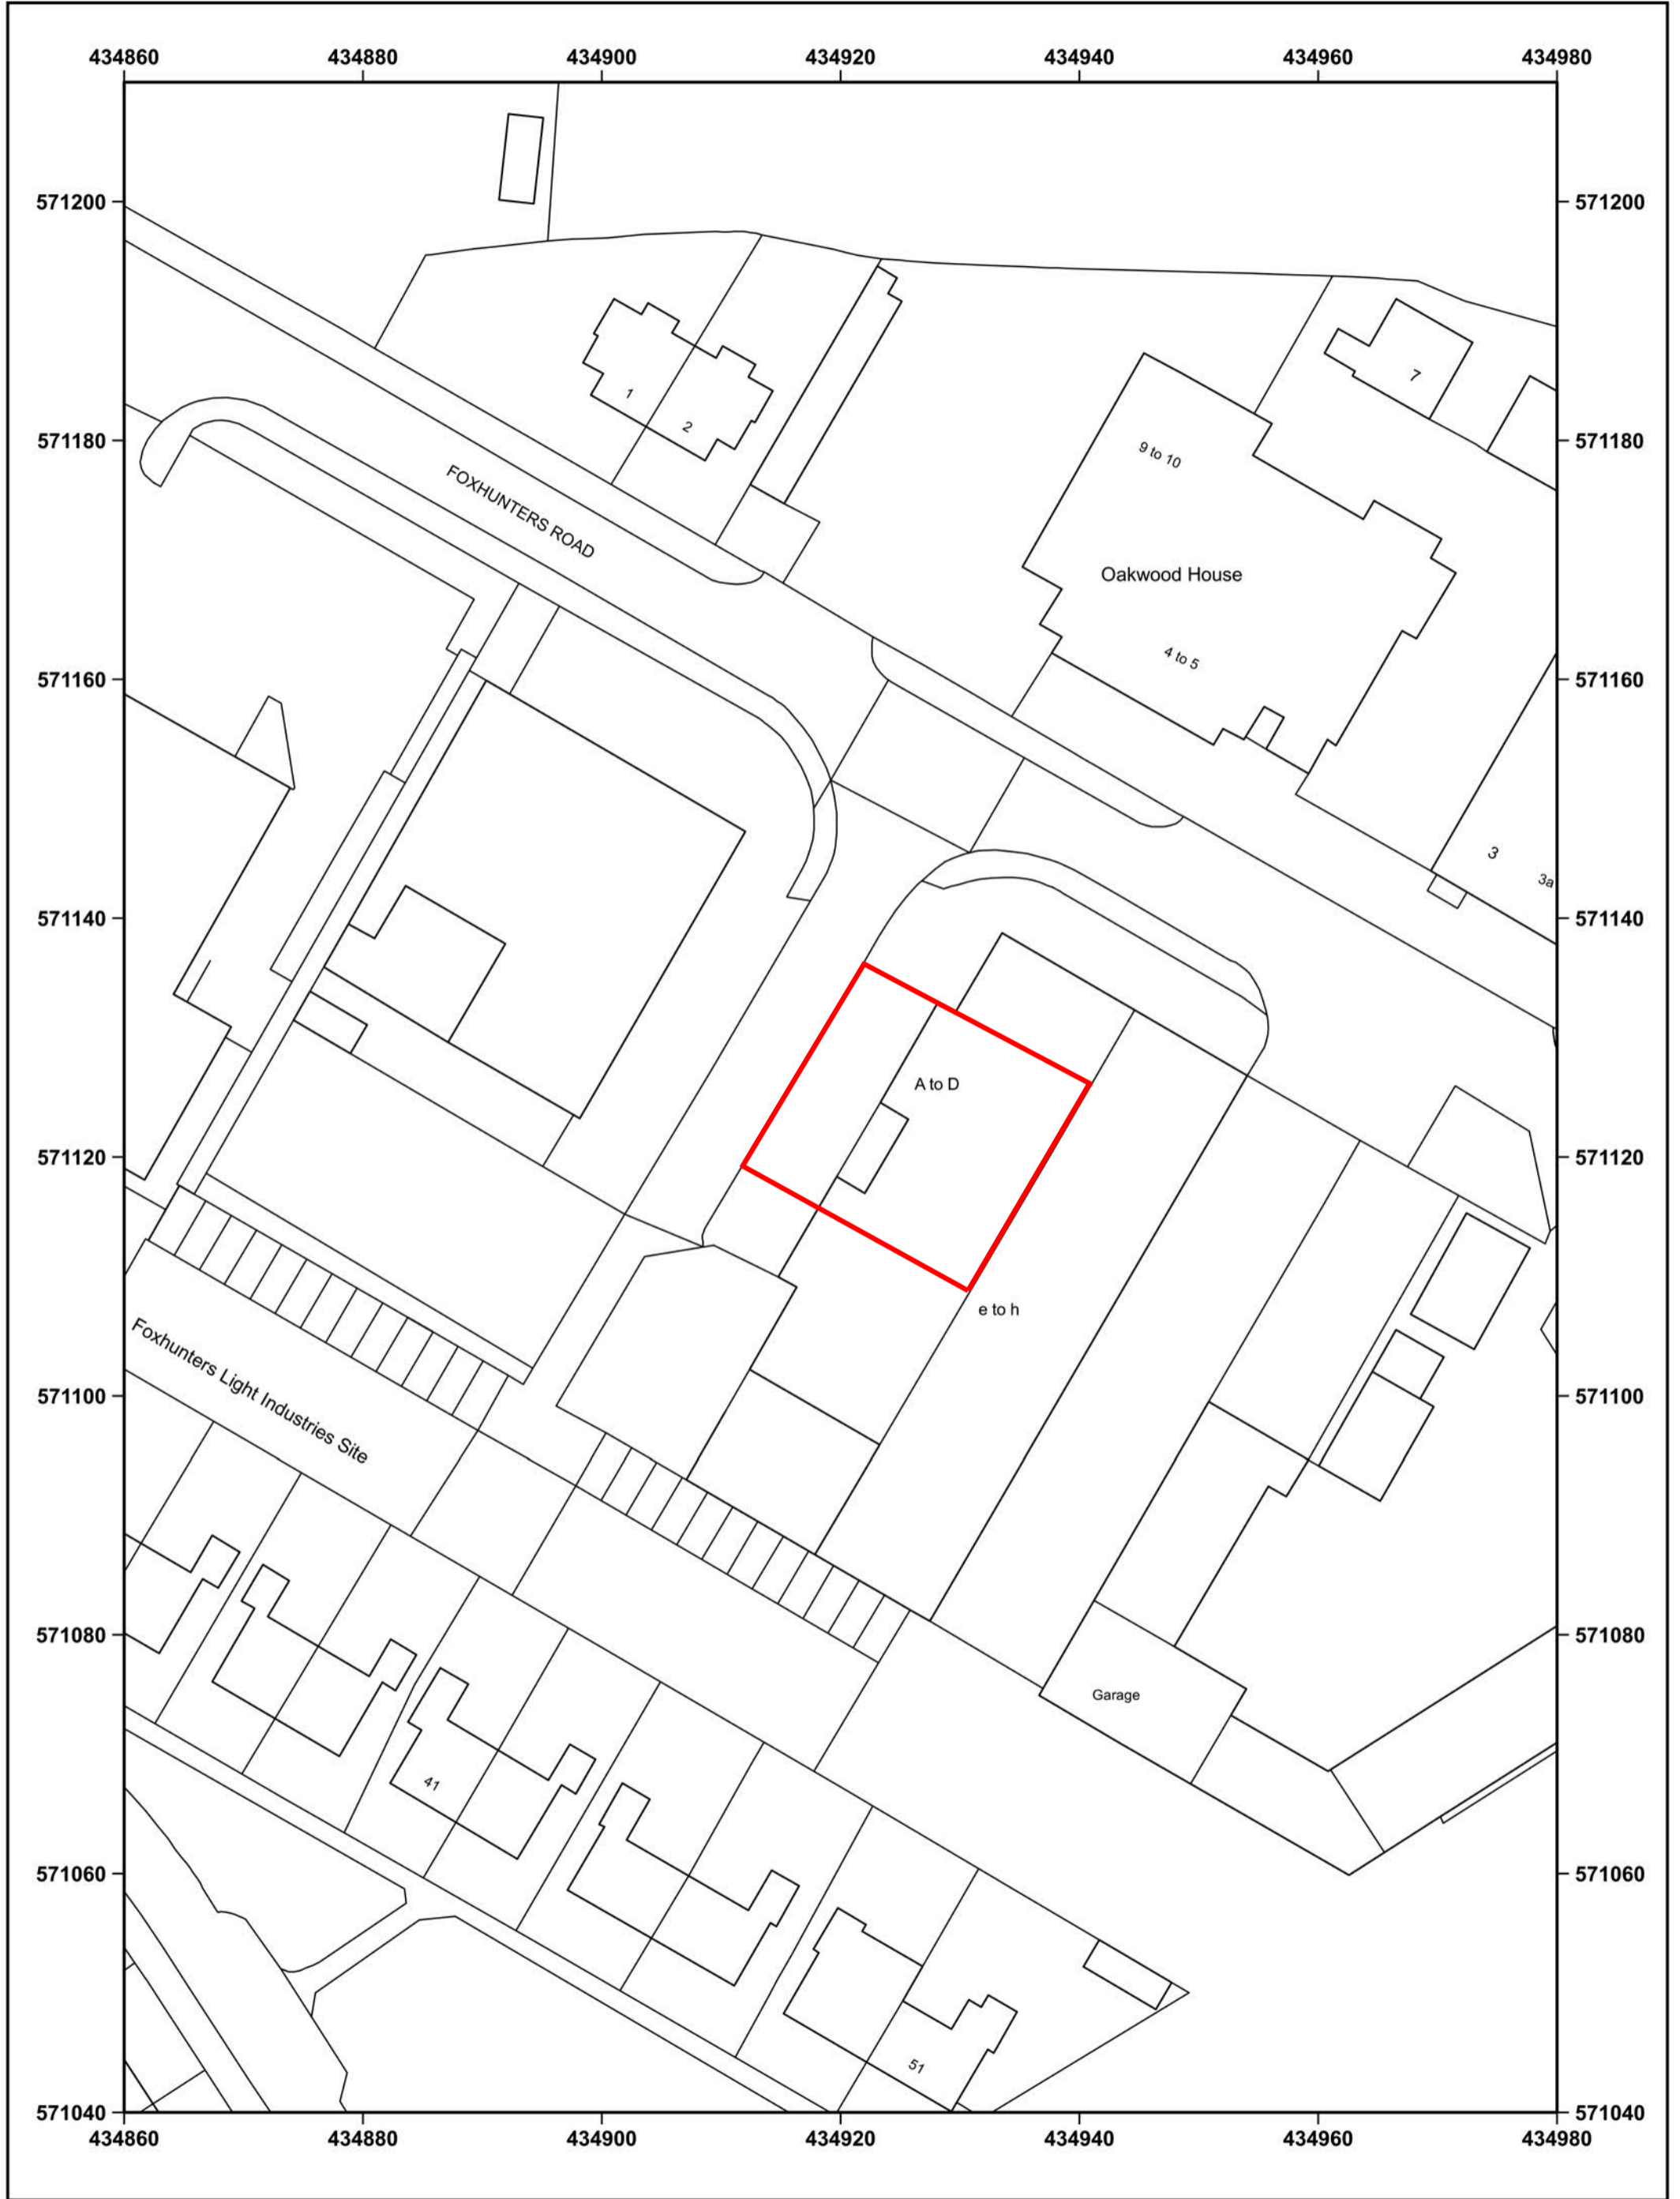 434860 434880 434900 434920 434940 434960 434980
571200 571200
7
1
2
571180 571180
9 to 10
FOXHUNTERS ROAD
Oakwood House
4 to 5
571160 571160
3
3a
571140 571140
A to D
571120 571120
e to h
Foxhunters Light Industries Site
571100 571100
571080 571080
Garage
41
571060 571060
51
571040 571040
434860 434880 434900 434920 434940 434960 434980